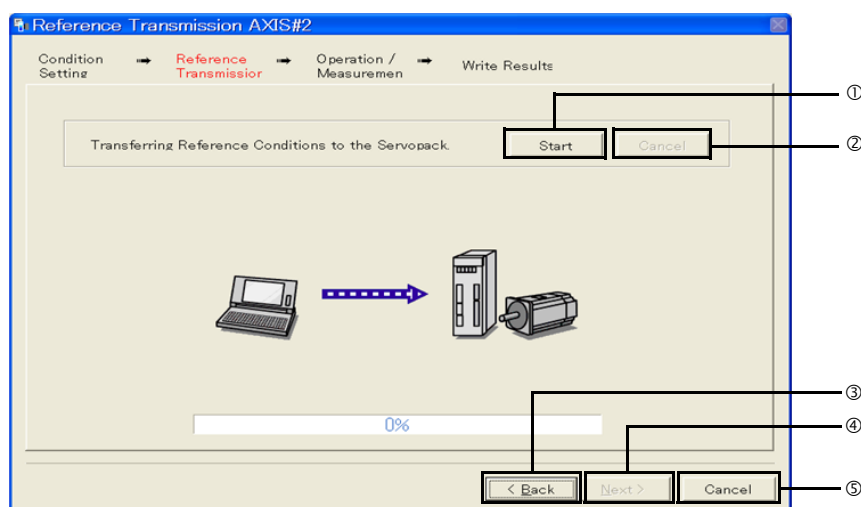 Reference Transmission AXIS#2
Condition Setting ➡ Reference Transmissior ➡ Operation / Measuremen ➡ Write Results
①
Transferring Reference Conditions to the Servopack. Start Cancel
②
0%
③
④
< Back Next > Cancel
⑤